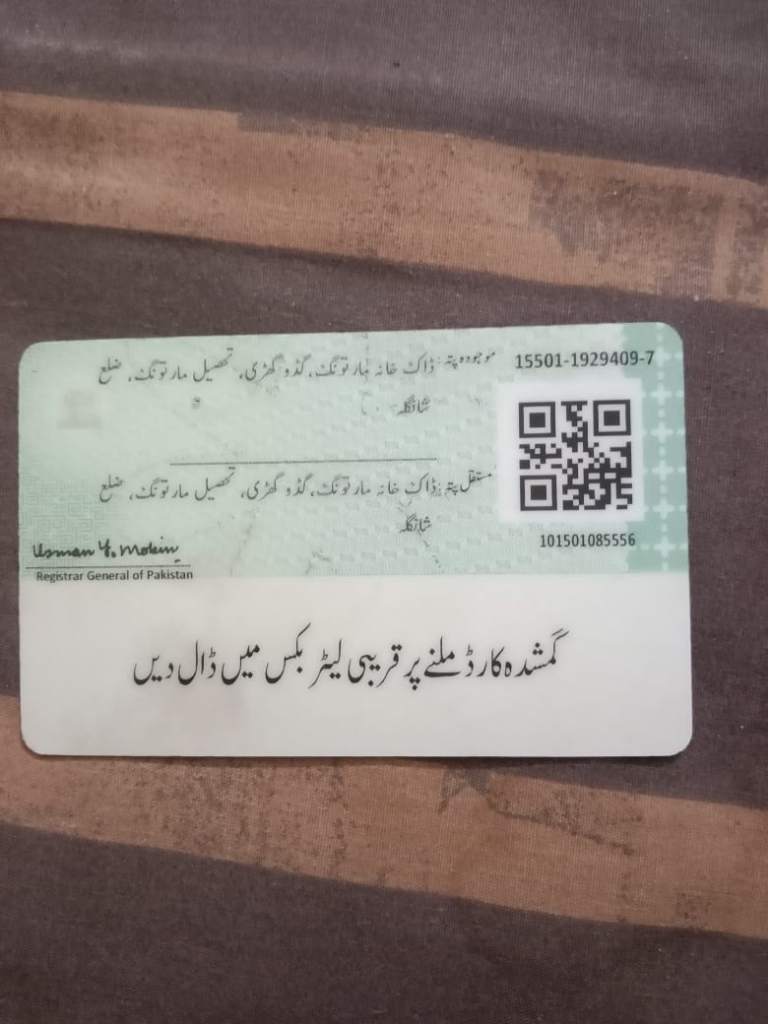 موجودہ پتہ: ڈاک خانہ مارتونگ، گڈو گھڑی، تحصیل مارتونگ، ضلع
شانگلہ
15501-1929409-7
مستقل پتہ: ڈاک خانہ مارتونگ، گڈو گھڑی، تحصیل مارتونگ، ضلع
شانگلہ
101501085556
Usman Y. Mobin
Registrar General of Pakistan
گمشدہ کارڈ ملنے پر قریبی لیٹر بکس میں ڈال دیں